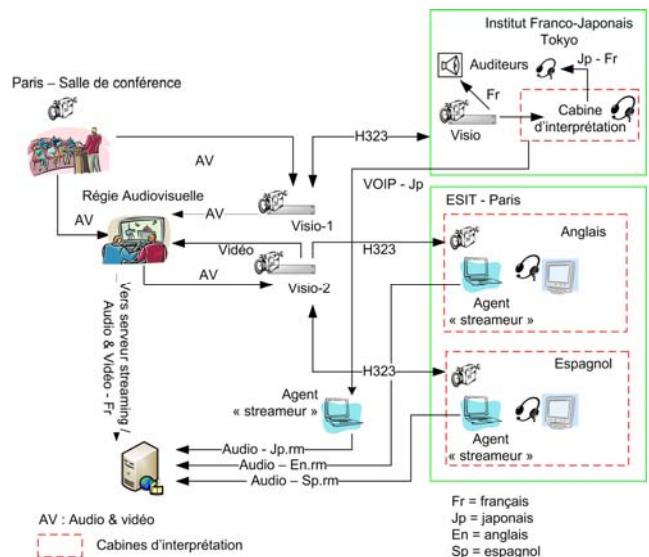 Institut Franco-Japonais
Tokyo
Paris – Salle de conférence
Auditeurs
Jp - Fr
Fr
Cabine
d'interprétation
Visio
AV
H323
VOIP - Jp
Régie Audiovisuelle
AV
AV
Visio-1
ESIT - Paris
Vidéo
H323
Anglais
AV
Visio-2
Agent
« streameur »
Vers serveur streaming /
Audio & Vidéo - Fr
H323
Espagnol
Agent
« streameur »
Agent
« streameur »
Audio - Jp.rm
Audio – En.rm
Audio – Sp.rm
AV : Audio & vidéo
Cabines d'interprétation
Fr = français
Jp = japonais
En = anglais
Sp = espagnol